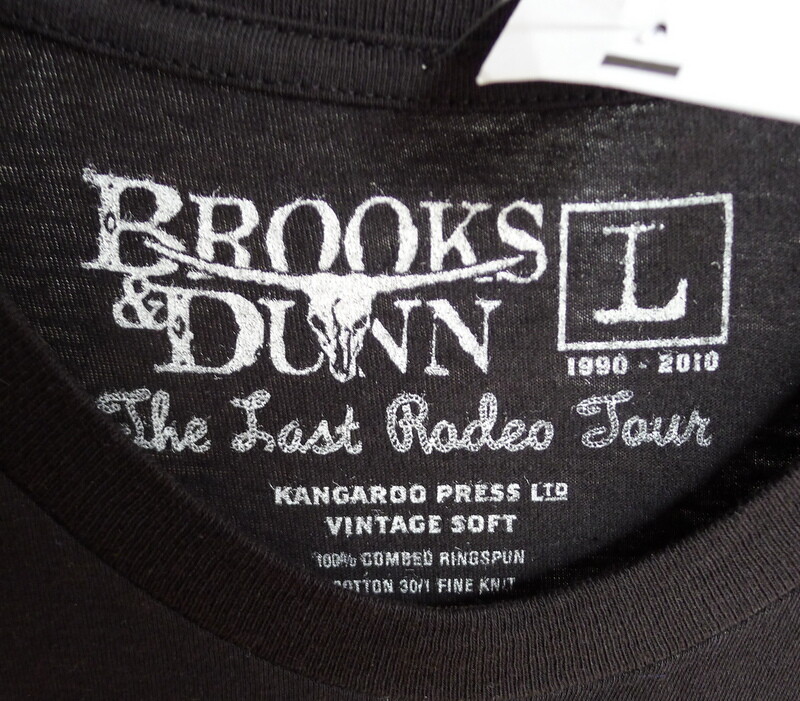 BROOKS
& DUNN
L
1990 - 2010
The Last Rodeo Tour
KANGAROO PRESS LTD
VINTAGE SOFT
100% COMBED RINGSPUN
COTTON 30/1 FINE KNIT